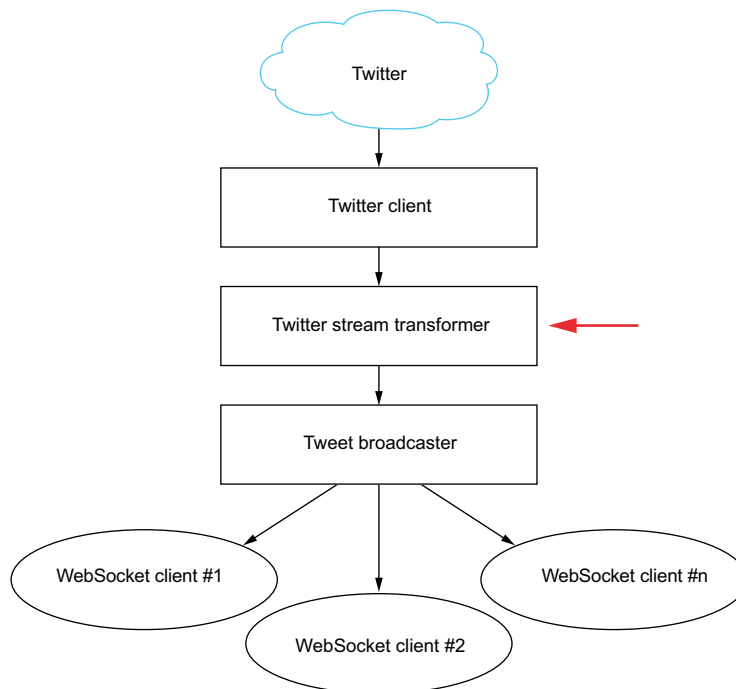 Twitter
Twitter client
Twitter stream transformer
Tweet broadcaster
WebSocket client #1
WebSocket client #2
WebSocket client #n